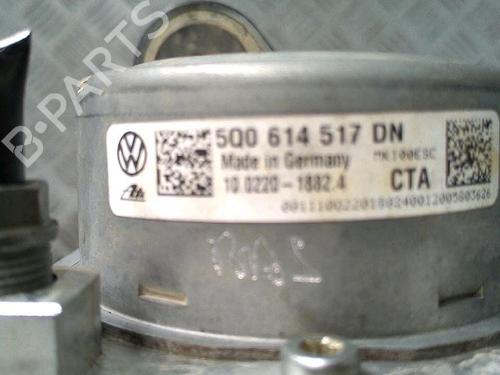 B-PARTS
5Q0 614 517 DN
Made in Germany
MK100ESC
10.0220-1882.4
CTA